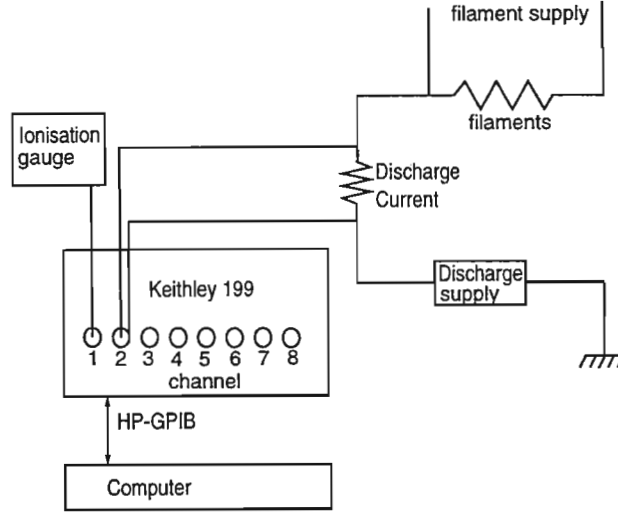 filament supply
filaments
Ionisation
gauge
Discharge
Current
Keithley 199
Discharge
supply
1 2 3 4 5 6 7 8
channel
HP-GPIB
Computer